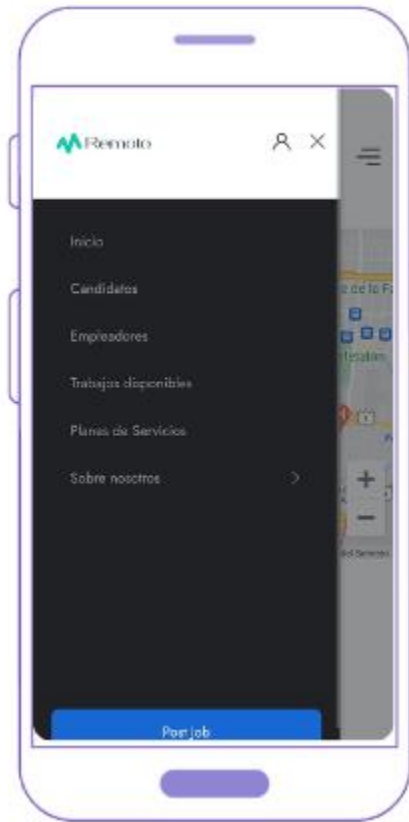 Remoto
Inicio
Candidatos
Empleadores
Trabajos disponibles
Planes de Servicios
Sobre nosotros
Post job